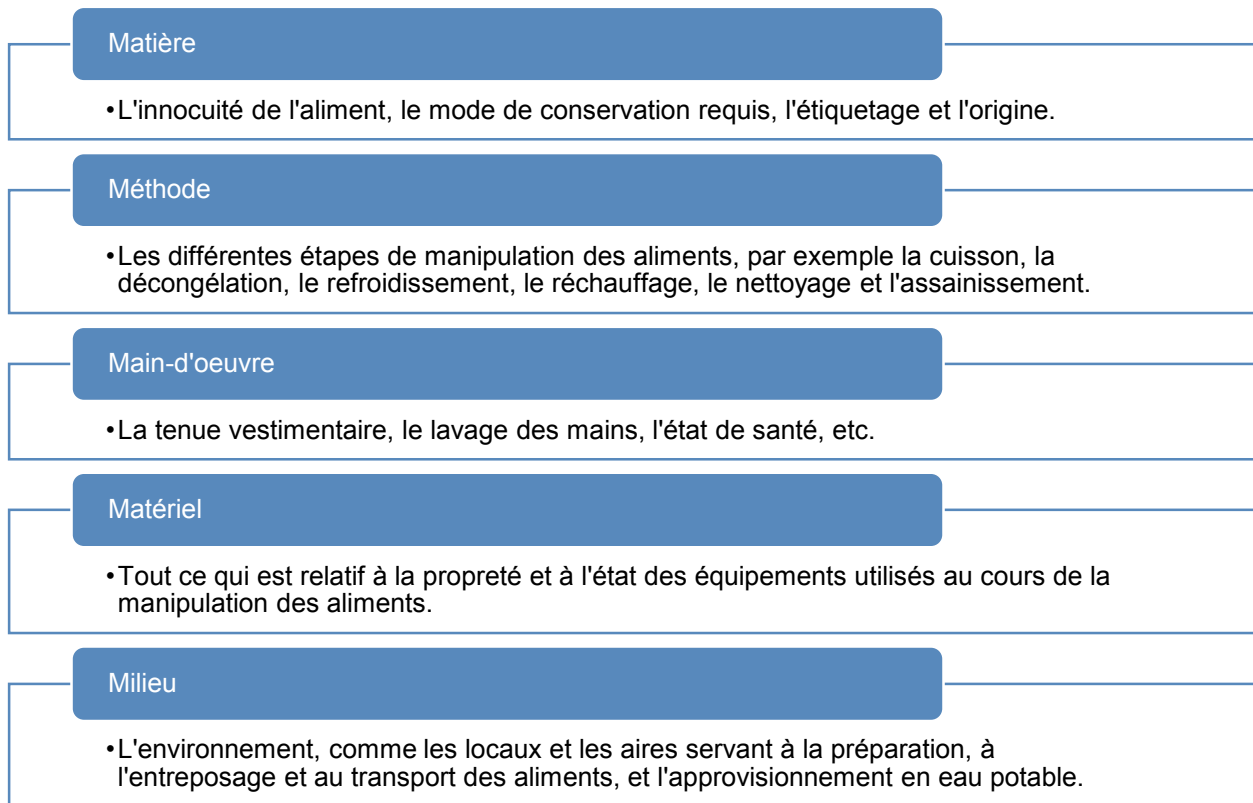 Matière
•L'innocuité de l'aliment, le mode de conservation requis, l'étiquetage et l'origine.
Méthode
•Les différentes étapes de manipulation des aliments, par exemple la cuisson, la
décongélation, le refroidissement, le réchauffage, le nettoyage et l'assainissement.
Main-d'oeuvre
•La tenue vestimentaire, le lavage des mains, l'état de santé, etc.
Matériel
•Tout ce qui est relatif à la propreté et à l'état des équipements utilisés au cours de la
manipulation des aliments.
Milieu
•L'environnement, comme les locaux et les aires servant à la préparation, à
l'entreposage et au transport des aliments, et l'approvisionnement en eau potable.